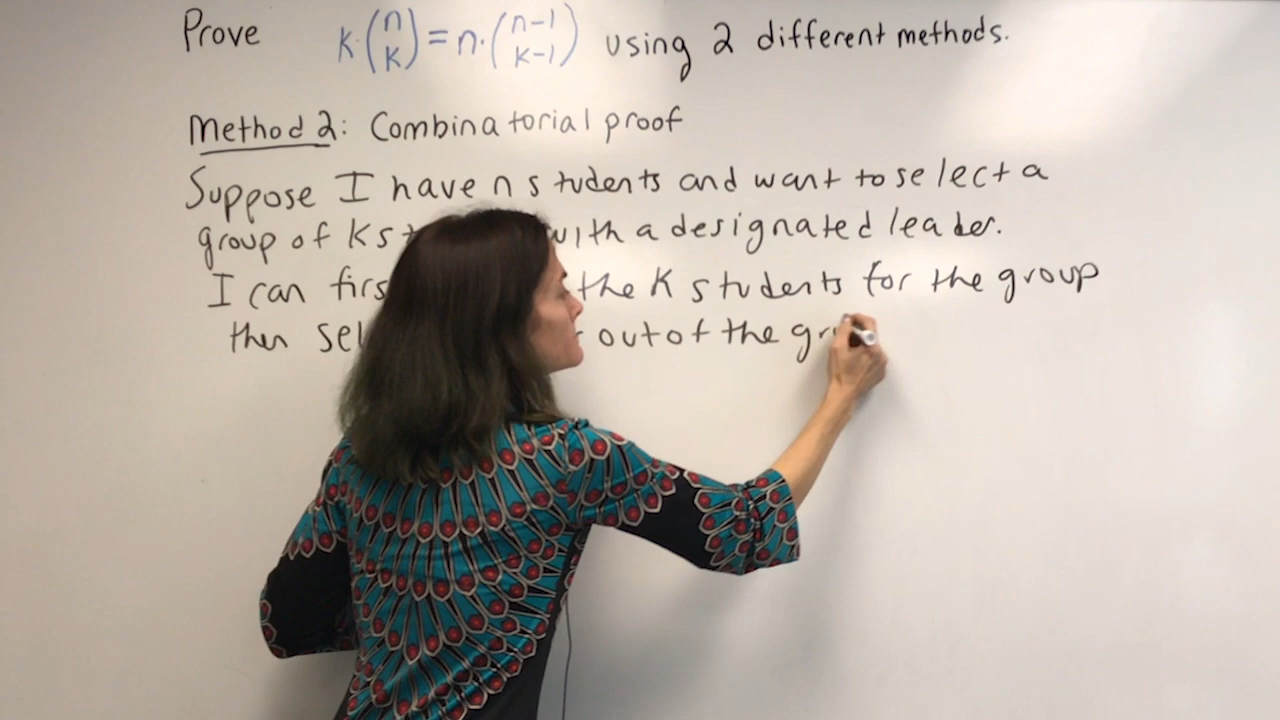 Prove k·(n k) = n·(n-1 k-1) using 2 different methods.
Method 2: Combinatorial proof
Suppose I have n students and want to select a
group of k st with a designated leader.
I can firs the k students for the group
then sel out of the gr